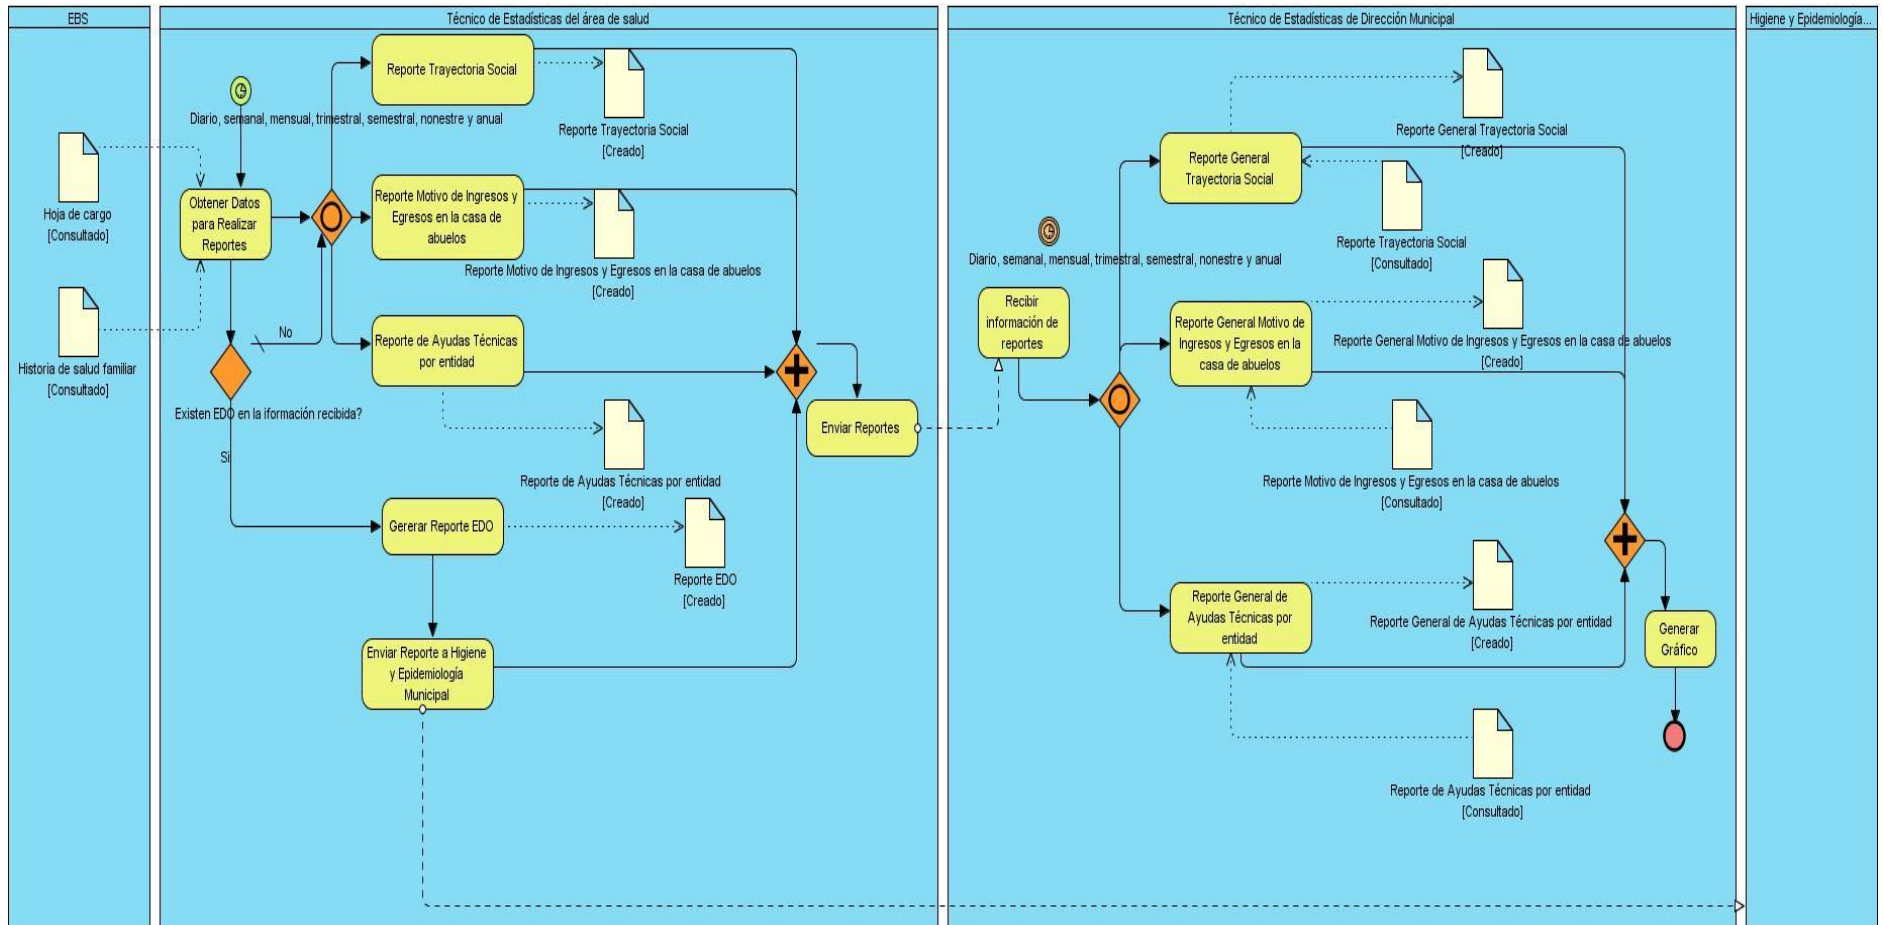 EBS
Técnico de Estadísticas del área de salud
Técnico de Estadísticas de Dirección Municipal
Higiene y Epidemiología...
Hoja de cargo
[Consultado]
Historia de salud familiar
[Consultado]
Diario, semanal, mensual, trimestral, semestral, nonestre y anual
Obtener Datos
para Realizar
Reportes
No
Existen EDO en la iformación recibida?
Si
Reporte Trayectoria Social
Reporte Trayectoria Social
[Creado]
Reporte Motivo de Ingresos y
Egresos en la casa de
abuelos
Reporte Motivo de Ingresos y Egresos en la casa de abuelos
[Creado]
Reporte de Ayudas Técnicas
por entidad
Reporte de Ayudas Técnicas por entidad
[Creado]
Gererar Reporte EDO
Reporte EDO
[Creado]
Enviar Reporte a Higiene
y Epidemiología
Municipal
Enviar Reportes
Diario, semanal, mensual, trimestral, semestral, nonestre y anual
Recibir
información de
reportes
Reporte General Trayectoria Social
[Creado]
Reporte General
Trayectoria Social
Reporte Trayectoria Social
[Consultado]
Reporte General Motivo de
Ingresos y Egresos en la
casa de abuelos
Reporte General Motivo de Ingresos y Egresos en la casa de abuelos
[Creado]
Reporte Motivo de Ingresos y Egresos en la casa de abuelos
[Consultado]
Reporte General de
Ayudas Técnicas por
entidad
Reporte General de Ayudas Técnicas por entidad
[Creado]
Reporte de Ayudas Técnicas por entidad
[Consultado]
Generar
Gráfico